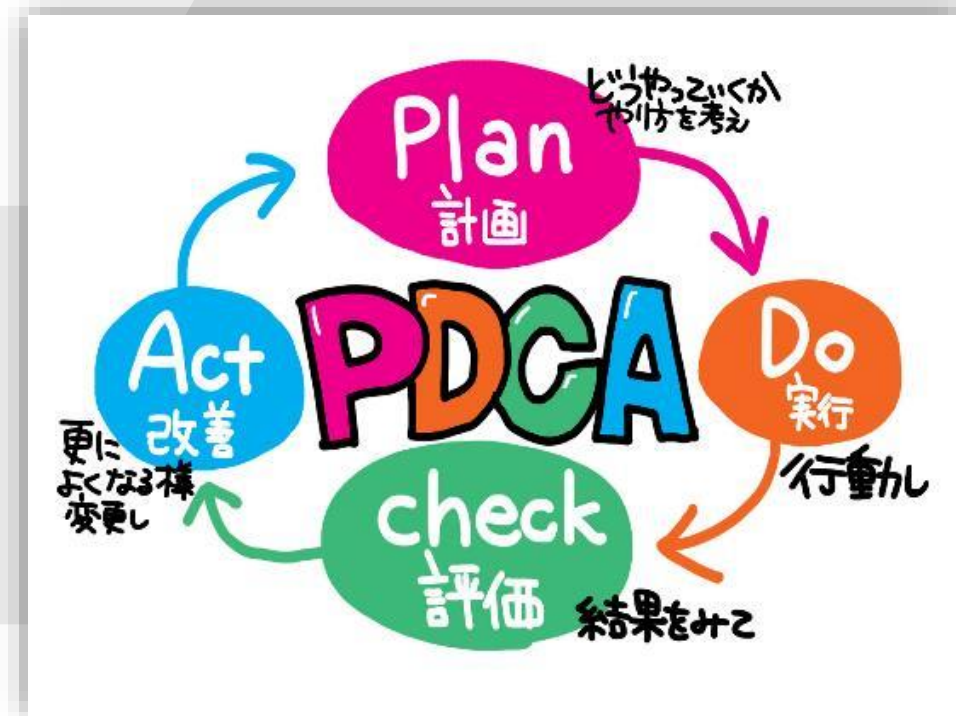 Plan
計画
どうやっていくか
やり方を考え
Do
実行
行動し
PDCA
check
評価
結果をみて
Act
改善
更に
よくなる様
変更し